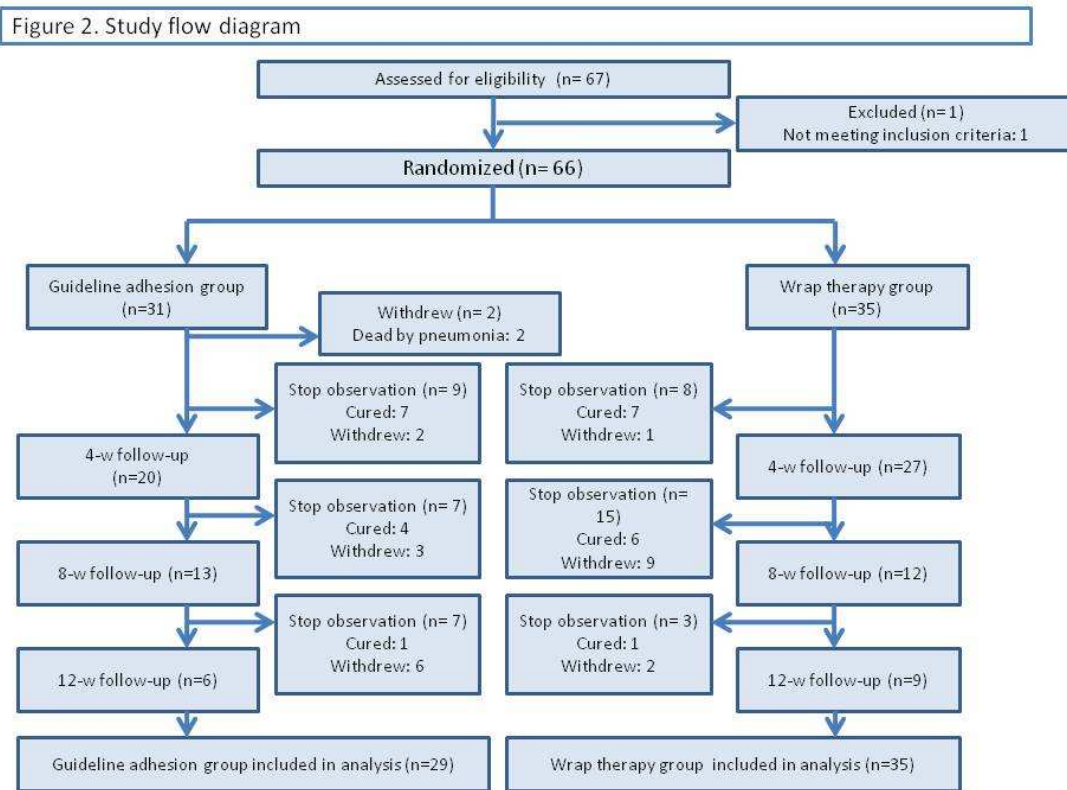 Figure 2. Study flow diagram
Assessed for eligibility (n= 67)
Excluded (n= 1)
Not meeting inclusion criteria: 1
Randomized (n= 66)
Guideline adhesion group
(n=31)
Wrap therapy group
(n=35)
Withdrew (n= 2)
Dead by pneumonia: 2
Stop observation (n= 9)
Cured: 7
Withdrew: 2
Stop observation (n= 8)
Cured: 7
Withdrew: 1
4-w follow-up
(n=20)
4-w follow-up (n=27)
Stop observation (n= 7)
Cured: 4
Withdrew: 3
Stop observation (n=
15)
Cured: 6
Withdrew: 9
8-w follow-up (n=13)
8-w follow-up (n=12)
Stop observation (n= 7)
Cured: 1
Withdrew: 6
Stop observation (n= 3)
Cured: 1
Withdrew: 2
12-w follow-up (n=6)
12-w follow-up (n=9)
Guideline adhesion group included in analysis (n=29)
Wrap therapy group included in analysis (n=35)